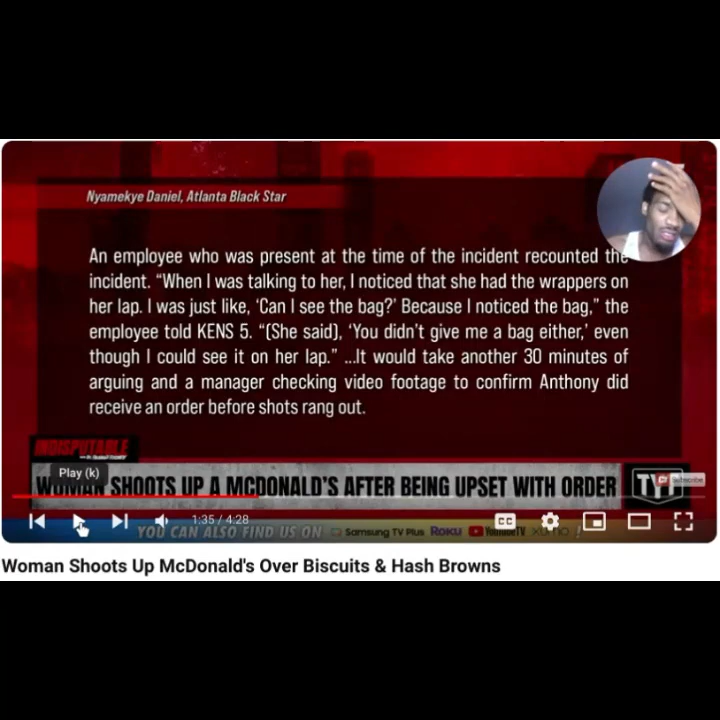 Nyamekye Daniel, Atlanta Black Star
An employee who was present at the time of the incident recounted the
incident. “When I was talking to her, I noticed that she had the wrappers on
her lap. I was just like, ‘Can I see the bag?’ Because I noticed the bag,” the
employee told KENS 5. “(She said), ‘You didn’t give me a bag either,’ even
though I could see it on her lap.” ...It would take another 30 minutes of
arguing and a manager checking video footage to confirm Anthony did
receive an order before shots rang out.
INDISPUTABLE
Play (k)
WOMAN SHOOTS UP A MCDONALD'S AFTER BEING UPSET WITH ORDER
TYT
Subscribe
1:35 / 4:28
CC
YOU CAN ALSO FIND US ON Samsung TV Plus ROKU YouTubeTV
Woman Shoots Up McDonald's Over Biscuits & Hash Browns